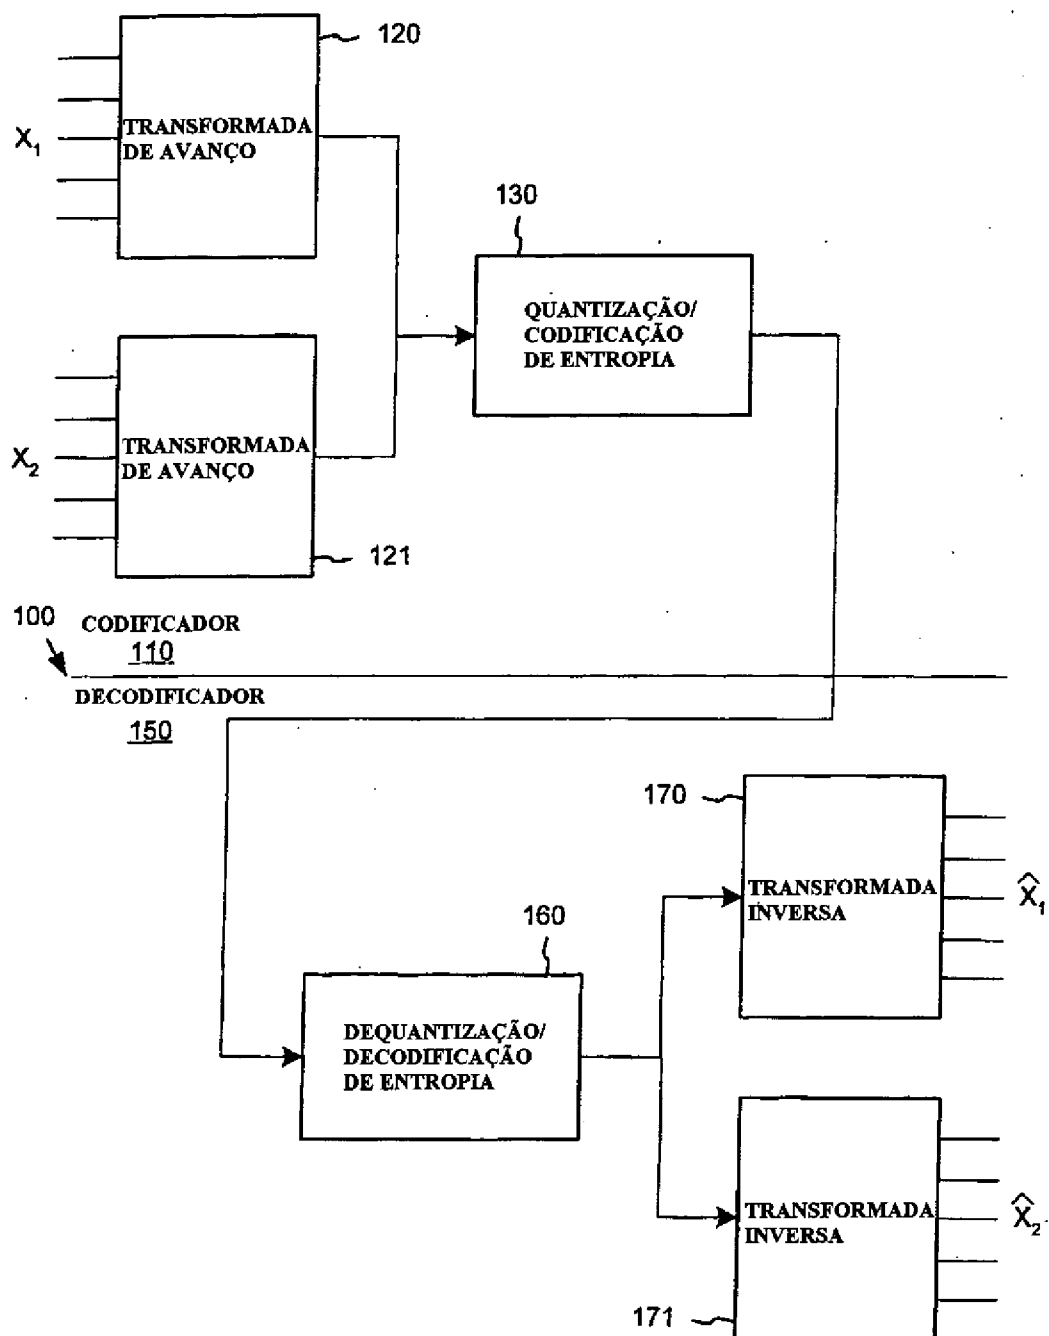 120
X1
TRANSFORMADA
DE AVANÇO
130
QUANTIZAÇÃO/
CODIFICAÇÃO
DE ENTROPIA
X2
TRANSFORMADA
DE AVANÇO
121
100
CODIFICADOR
110
DECODIFICADOR
150
170
TRANSFORMADA
INVERSA
X̂1
160
DEQUANTIZAÇÃO/
DECODIFICAÇÃO
DE ENTROPIA
TRANSFORMADA
INVERSA
X̂2
171